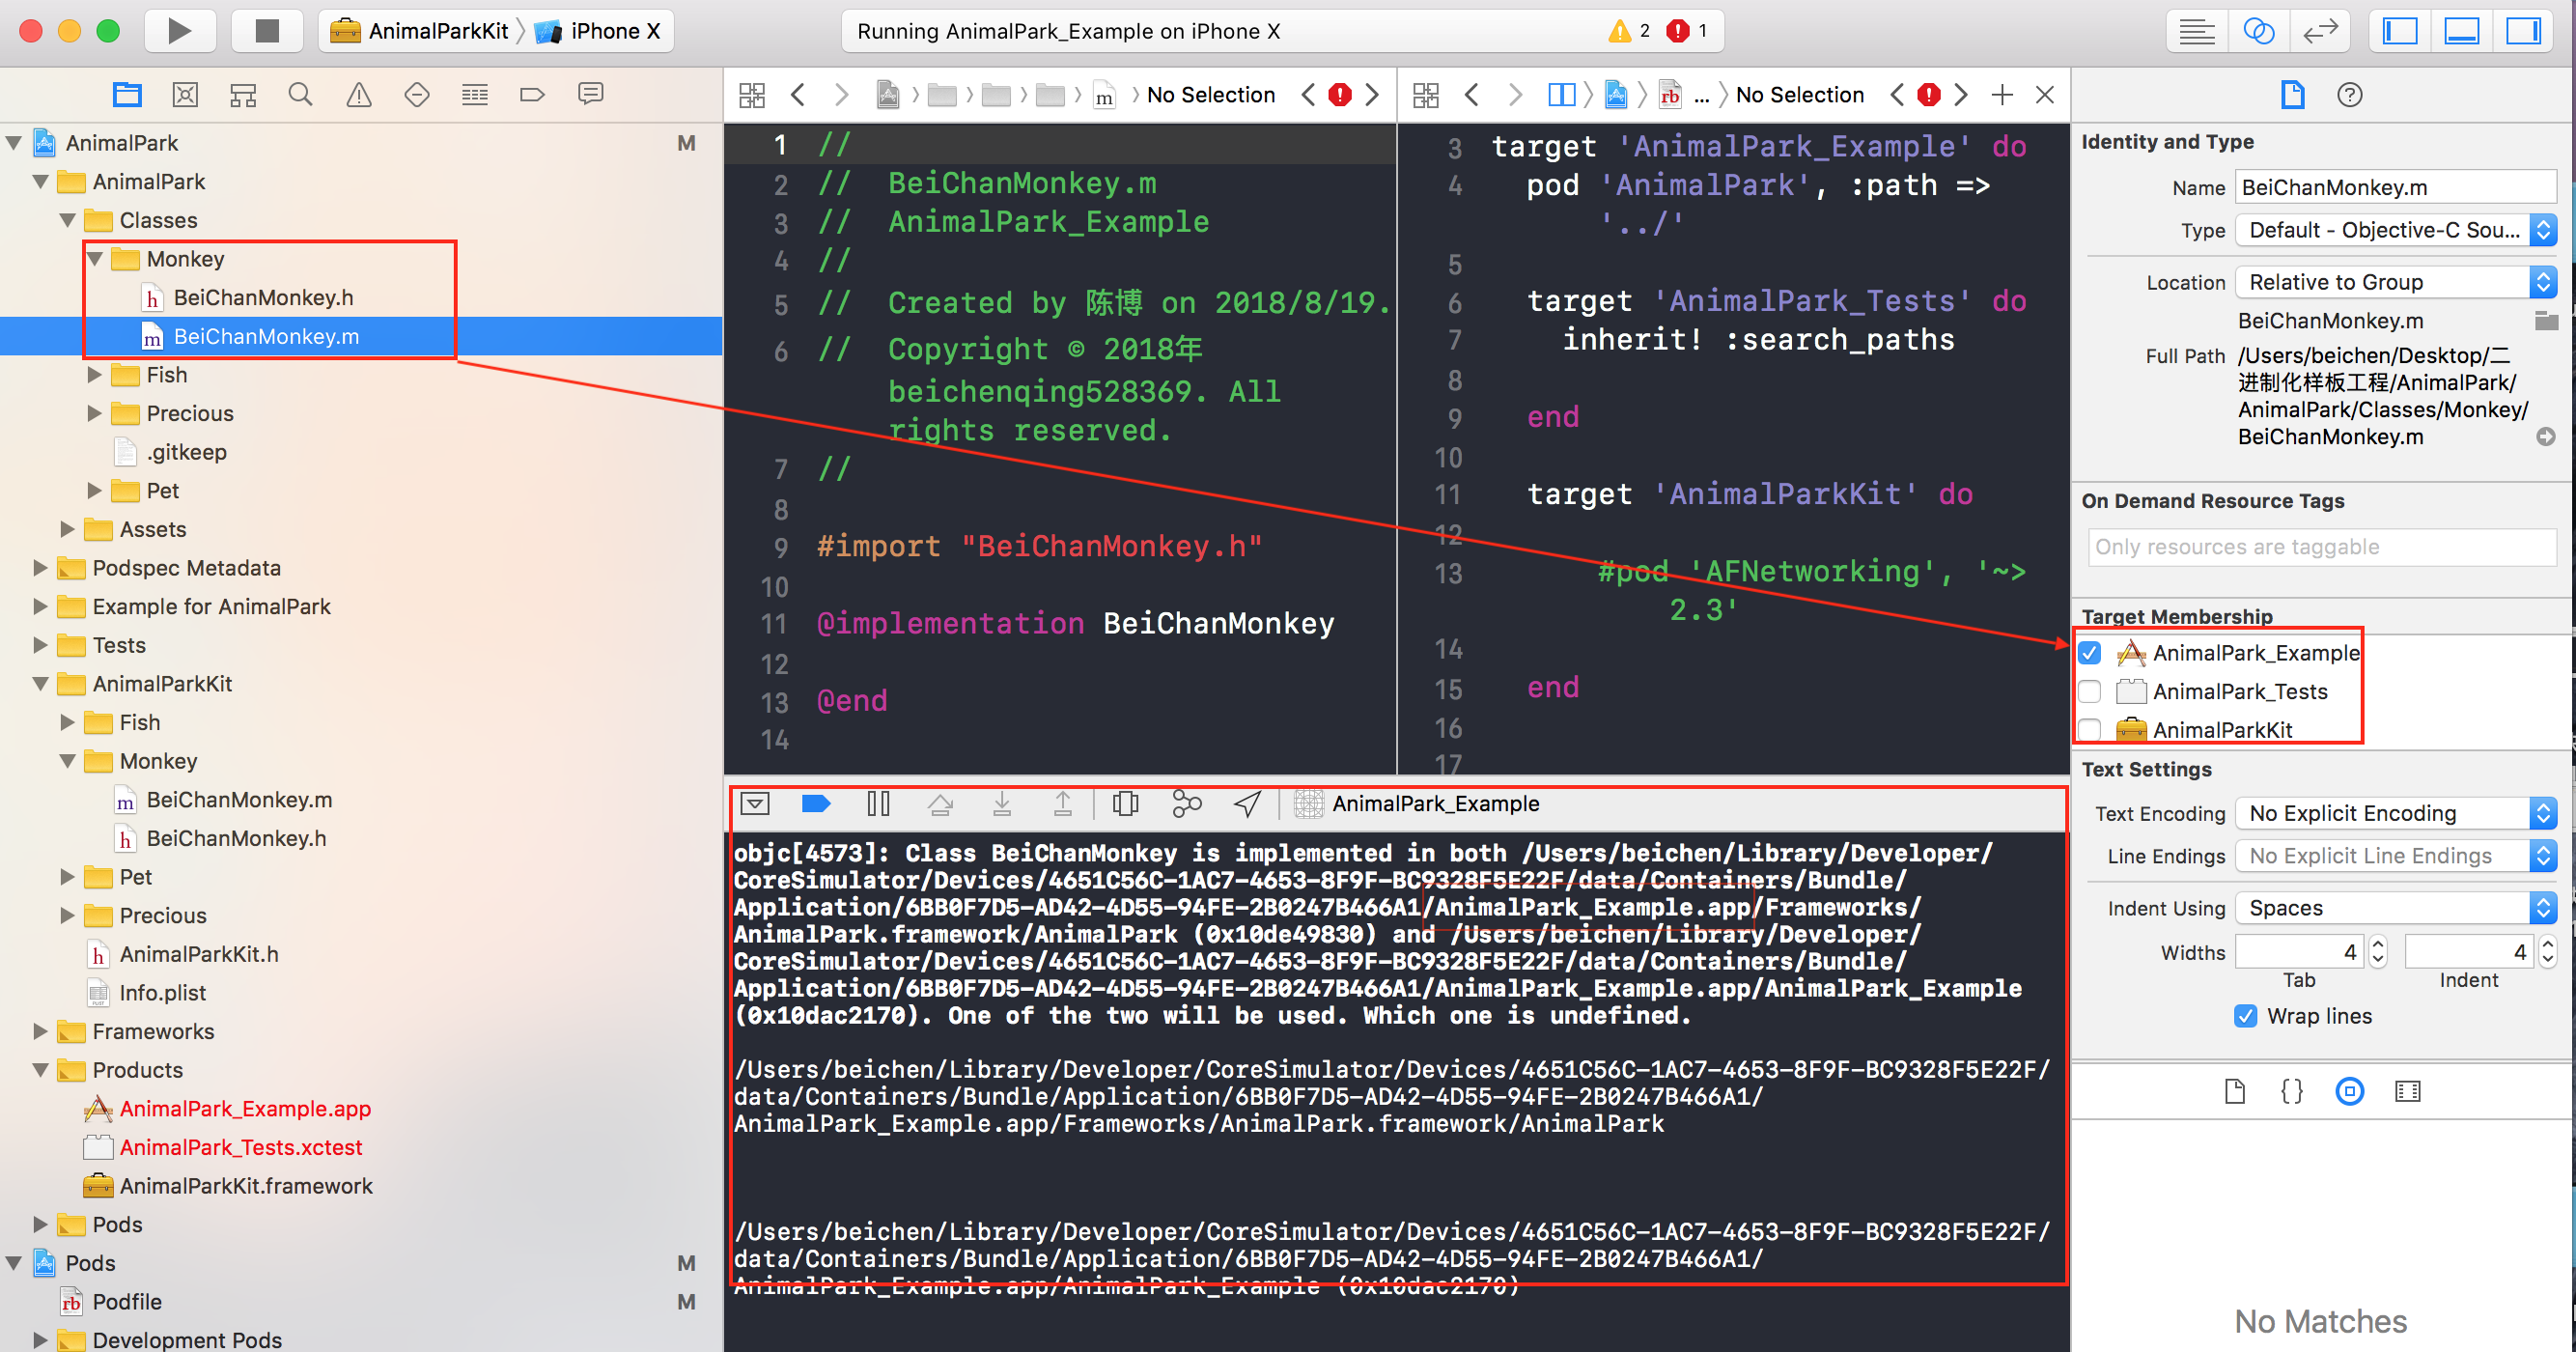 AnimalParkKit
iPhone X
Running AnimalPark_Example on iPhone X
2
1
AnimalPark
M
AnimalPark
Classes
Monkey
BeiChanMonkey.h
BeiChanMonkey.m
Fish
Precious
.gitkeep
Pet
Assets
Podspec Metadata
Example for AnimalPark
Tests
AnimalParkKit
Fish
Monkey
BeiChanMonkey.m
BeiChanMonkey.h
Pet
Precious
AnimalParkKit.h
Info.plist
Frameworks
Products
AnimalPark_Example.app
AnimalPark_Tests.xctest
AnimalParkKit.framework
Pods
Pods
M
Podfile
M
Development Pods
No Selection
1 //
2 //  BeiChanMonkey.m
3 //  AnimalPark_Example
4 //
5 //  Created by 陈博 on 2018/8/19.
6 //  Copyright © 2018年
beichenqing528369. All
rights reserved.
7 //
8
9 #import "BeiChanMonkey.h"
10
11 @implementation BeiChanMonkey
12
13 @end
14
... No Selection
3 target 'AnimalPark_Example' do
4 pod 'AnimalPark', :path =>
'../'
5
6 target 'AnimalPark_Tests' do
7 inherit! :search_paths
8
9 end
10
11 target 'AnimalParkKit' do
12
13 #pod 'AFNetworking', '~>
2.3'
14
15 end
16
17
AnimalPark_Example
objc[4573]: Class BeiChanMonkey is implemented in both /Users/beichen/Library/Developer/
CoreSimulator/Devices/4651C56C-1AC7-4653-8F9F-BC9328F5E22F/data/Containers/Bundle/
Application/6BB0F7D5-AD42-4D55-94FE-2B0247B466A1/AnimalPark_Example.app/Frameworks/
AnimalPark.framework/AnimalPark (0x10de49830) and /Users/beichen/Library/Developer/
CoreSimulator/Devices/4651C56C-1AC7-4653-8F9F-BC9328F5E22F/data/Containers/Bundle/
Application/6BB0F7D5-AD42-4D55-94FE-2B0247B466A1/AnimalPark_Example.app/AnimalPark_Example
(0x10dac2170). One of the two will be used. Which one is undefined.
/Users/beichen/Library/Developer/CoreSimulator/Devices/4651C56C-1AC7-4653-8F9F-BC9328F5E22F/
data/Containers/Bundle/Application/6BB0F7D5-AD42-4D55-94FE-2B0247B466A1/
AnimalPark_Example.app/Frameworks/AnimalPark.framework/AnimalPark
/Users/beichen/Library/Developer/CoreSimulator/Devices/4651C56C-1AC7-4653-8F9F-BC9328F5E22F/
data/Containers/Bundle/Application/6BB0F7D5-AD42-4D55-94FE-2B0247B466A1/
AnimalPark_Example.app/AnimalPark_Example (0x10dac2170)
Identity and Type
Name BeiChanMonkey.m
Type Default - Objective-C Sou...
Location Relative to Group
BeiChanMonkey.m
Full Path /Users/beichen/Desktop/二
进制化样板工程/AnimalPark/
AnimalPark/Classes/Monkey/
BeiChanMonkey.m
On Demand Resource Tags
Only resources are taggable
Target Membership
AnimalPark_Example
AnimalPark_Tests
AnimalParkKit
Text Settings
Text Encoding No Explicit Encoding
Line Endings No Explicit Line Endings
Indent Using Spaces
Widths 4 4
Tab Indent
Wrap lines
No Matches